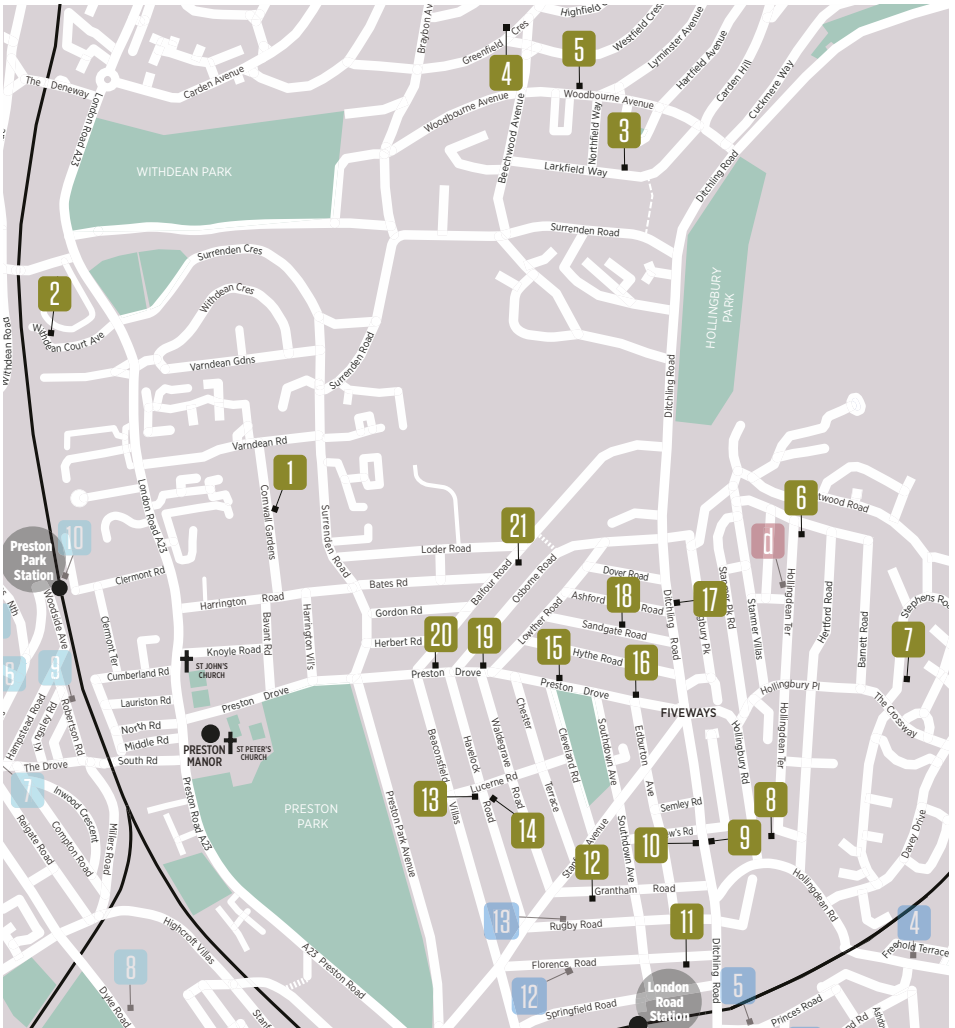 Braybon Av
Highfield C
Greenfield Cres
4
5
Westfield Cres
Lyminster Avenue
Hartfield Avenue
Carden Hill
Cuckmere Way
The Deneway
Carden Avenue
London Road A23
Woodbourne Avenue
Woodbourne Avenue
Beechwood Avenue
Northfield Way
3
Larkfield Way
Ditchling Road
WITHDEAN PARK
Surrenden Road
Surrenden Cres
2
Withdean Cres
HOLLINGBURY
PARK
Withdean Court Ave
Withdean Road
Varndean Gdns
Surrenden Road
Ditchling Road
Varndean Rd
1
London Road A23
Cornwall Gardens
Surrenden Road
6
twood Road
21
10
Preston
Park
Station
Loder Road
d
Clermont Rd
Bates Rd
Balfour Road
Osborne Road
Dover Road
Harrington Road
Gordon Rd
Ashford Road
18
17
Ditchling Road
bury Pk
Stanmer Pk Rd
Stanmer Villas
Hollingdean Ter
Hertford Road
Barnett Road
Stephens Ro
Nth
Woodside Ave
Clermont Ter
Bavant Rd
Harrington Vil's
Herbert Rd
20
19
Lowther Road
Sandgate Road
Hythe Road
15
16
7
Knoyle Road
ST JOHN'S
CHURCH
Cumberland Rd
8
9
Preston Drove
Preston Drove
Preston Drove
Hollingbury Pl
The Crossway
Lauriston Rd
Hampstead Road
Kingsley Rd
Robertson Rd
North Rd
Middle Rd
South Rd
The Drove
PRESTON
MANOR
ST PETER'S
CHURCH
FIVEWAYS
Beaconsfield Villas
Havelock Road
Waldegrave Road
Chester Terrace
Cleveland Rd
Southdown Ave
Edburton Ave
Hollingbury Rd
Hollingdean Ter
7
Inwood Crescent
Compton Road
Reigate Road
Millers Road
Preston Road A23
PRESTON
PARK
Preston Park Avenue
13
Lucerne Rd
14
Semley Rd
8
10
w's Rd
9
Davey Drive
Southdown Ave
12
Grantham Road
Hollingdean Rd
13
Rugby Road
11
4
Freehold Terrace
Highcroft Villas
8
Dyke Road
A23 Preston Road
Florence Road
12
Springfield Road
London
Road
Station
Ditchling Road
5
Princes Road